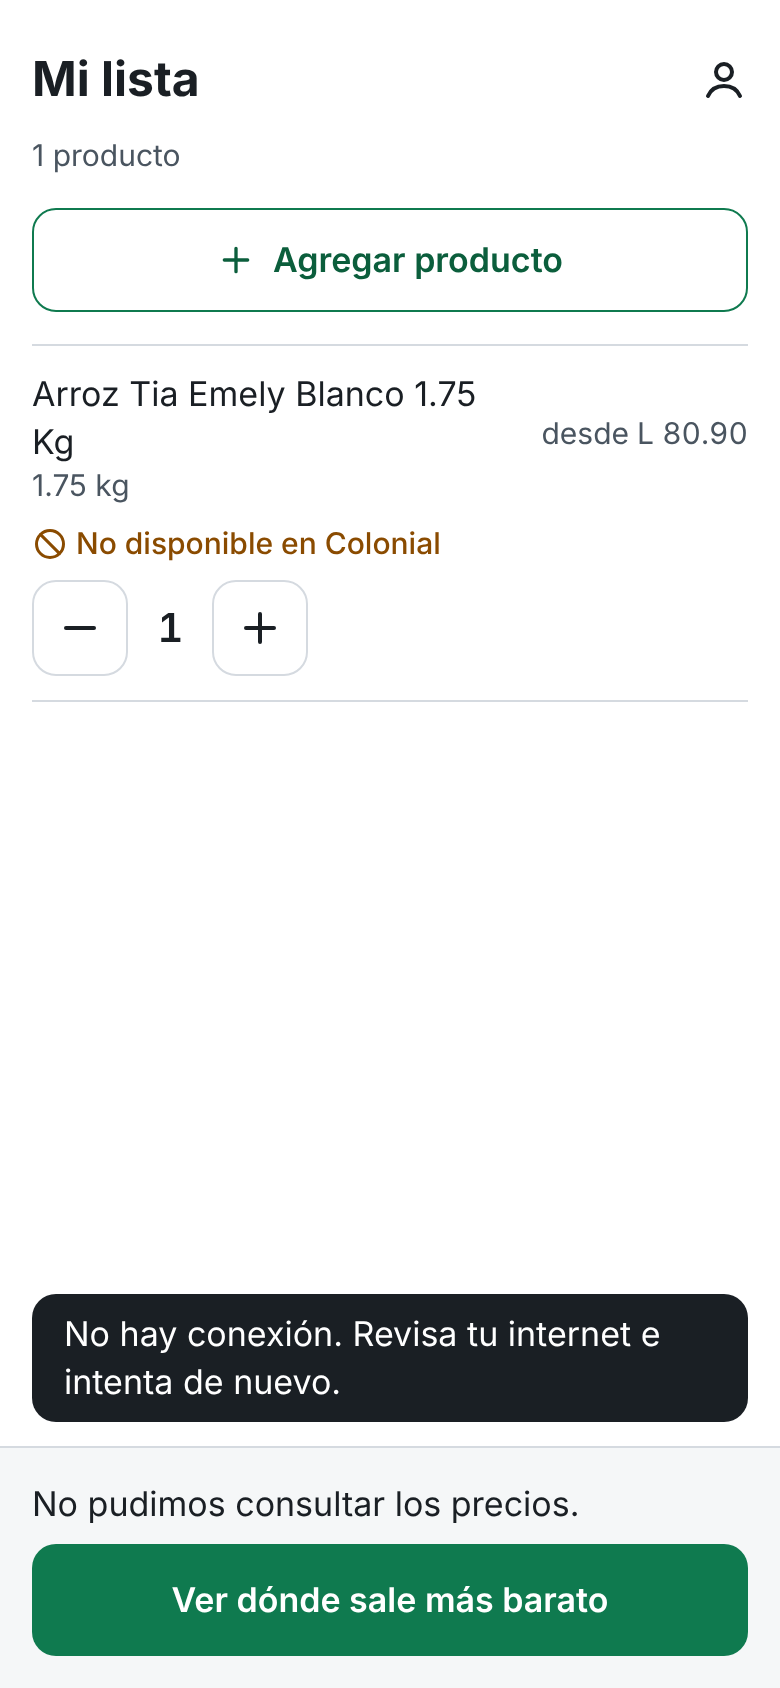 Mi lista
1 producto
Agregar producto
Arroz Tia Emely Blanco 1.75
Kg
desde L 80.90
1.75 kg
No disponible en Colonial
1
No hay conexión. Revisa tu internet e
intenta de nuevo.
No pudimos consultar los precios.
Ver dónde sale más barato